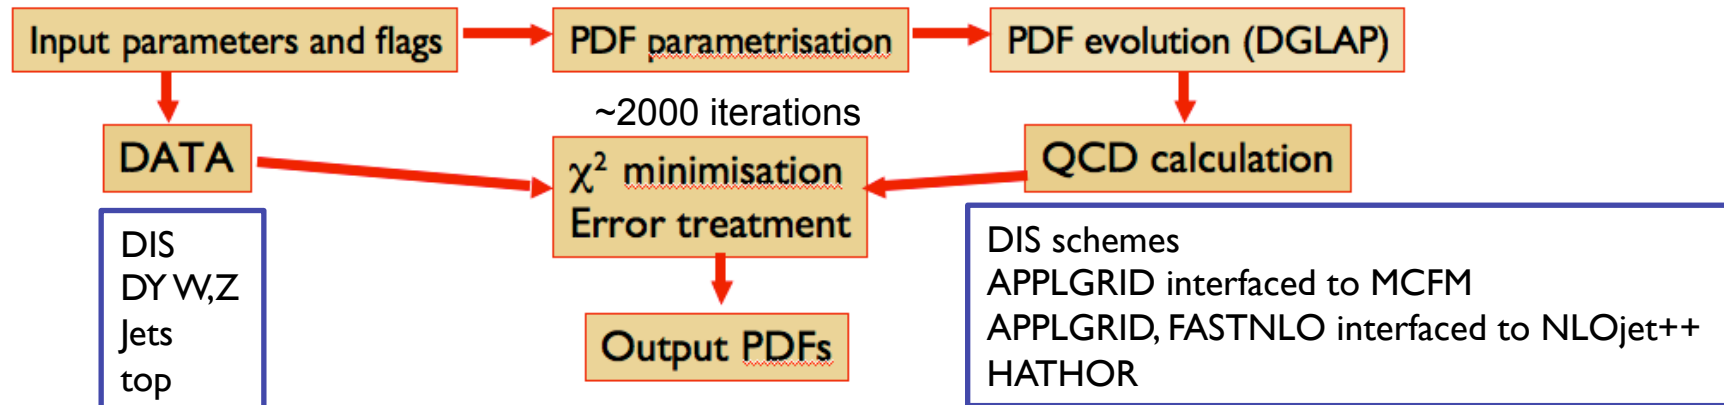 Input parameters and flags
PDF parametrisation
PDF evolution (DGLAP)
~2000 iterations
DATA
χ² minimisation
Error treatment
QCD calculation
DIS
DY W,Z
Jets
top
Output PDFs
DIS schemes
APPLGRID interfaced to MCFM
APPLGRID, FASTNLO interfaced to NLOjet++
HATHOR